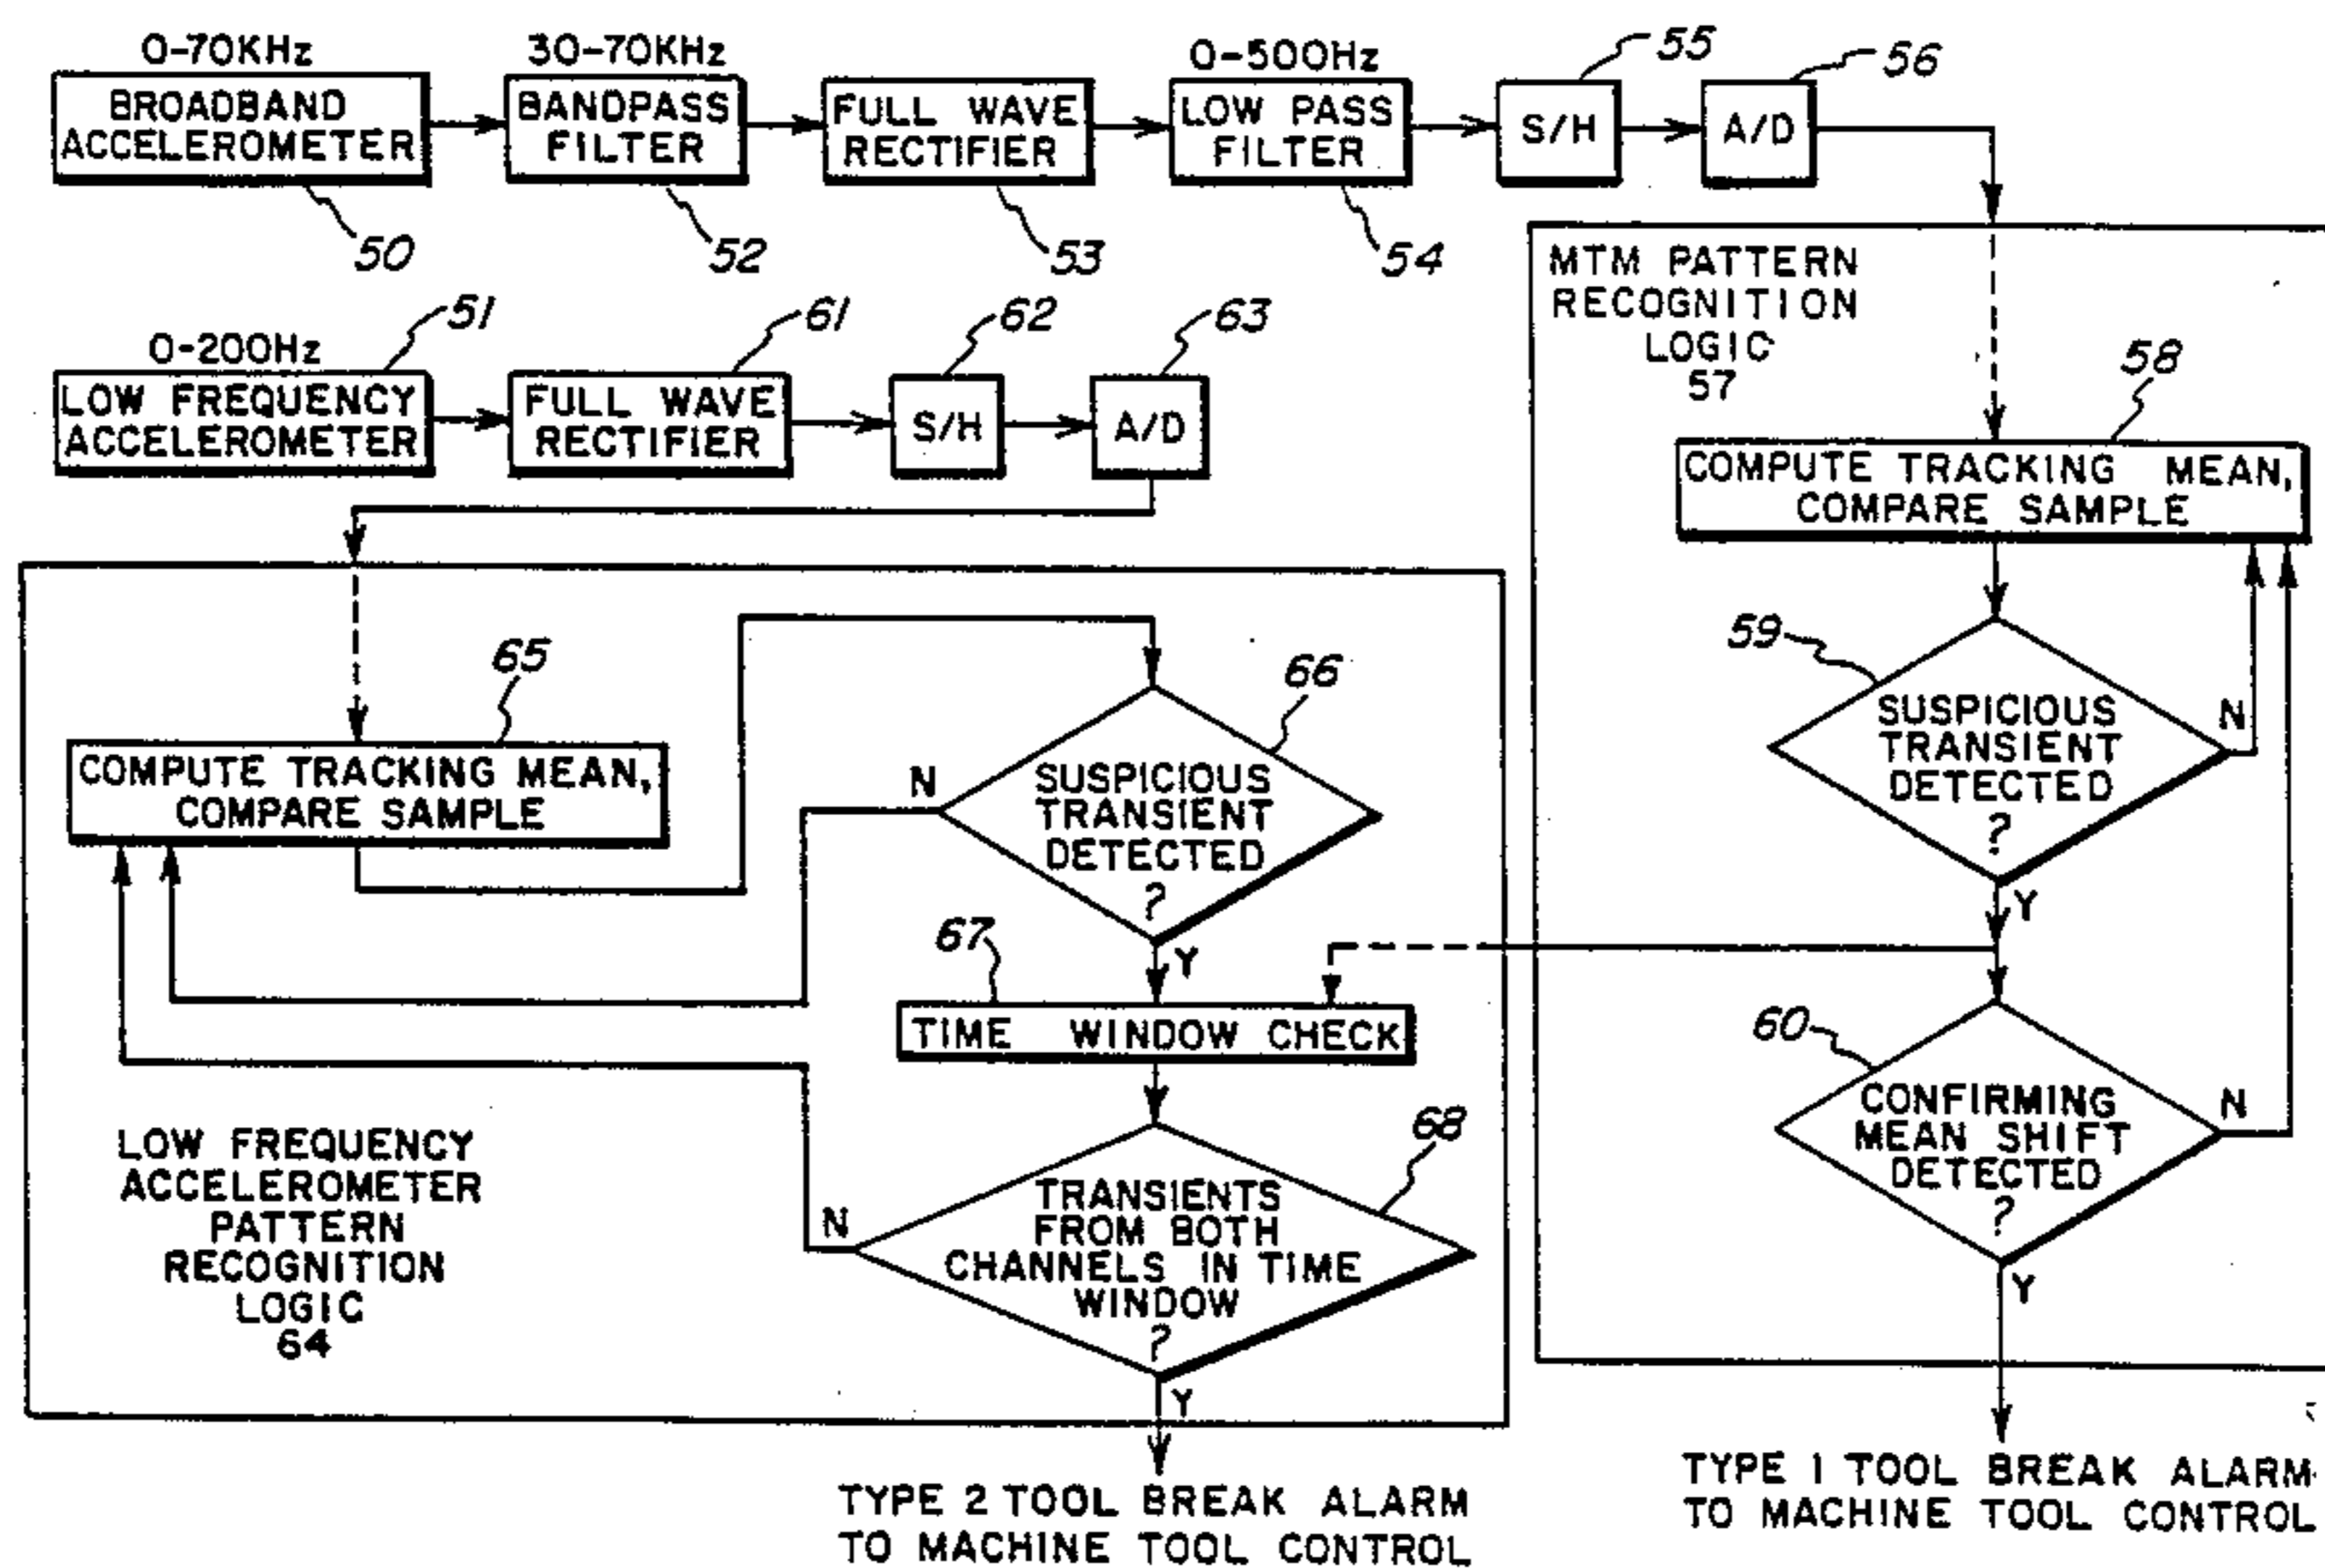 0-70KHz
BROADBAND
ACCELEROMETER
50
30-70KHz
BANDPASS
FILTER
52
FULL WAVE
RECTIFIER
53
0-500Hz
LOW PASS
FILTER
54
S/H
55
A/D
56
0-200Hz
LOW FREQUENCY
ACCELEROMETER
51
FULL WAVE
RECTIFIER
61
S/H
62
A/D
63
MTM PATTERN
RECOGNITION
LOGIC
57
58
COMPUTE TRACKING MEAN,
COMPARE SAMPLE
59
SUSPICIOUS
TRANSIENT
DETECTED
?
N
Y
60
CONFIRMING
MEAN SHIFT
DETECTED
?
N
Y
TYPE 1 TOOL BREAK ALARM
TO MACHINE TOOL CONTROL
65
COMPUTE TRACKING MEAN,
COMPARE SAMPLE
66
SUSPICIOUS
TRANSIENT
DETECTED
?
N
Y
67
TIME WINDOW CHECK
68
TRANSIENTS
FROM BOTH
CHANNELS IN TIME
WINDOW
?
N
Y
LOW FREQUENCY
ACCELEROMETER
PATTERN
RECOGNITION
LOGIC
64
TYPE 2 TOOL BREAK ALARM
TO MACHINE TOOL CONTROL